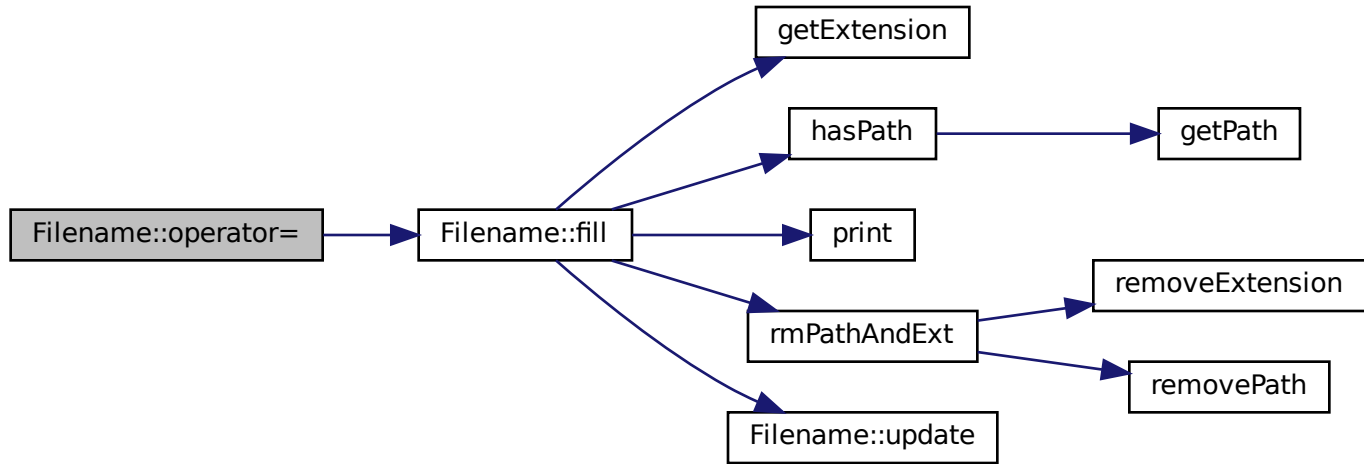 Filename::operator=
Filename::fill
getExtension
hasPath
getPath
print
rmPathAndExt
removeExtension
removePath
Filename::update